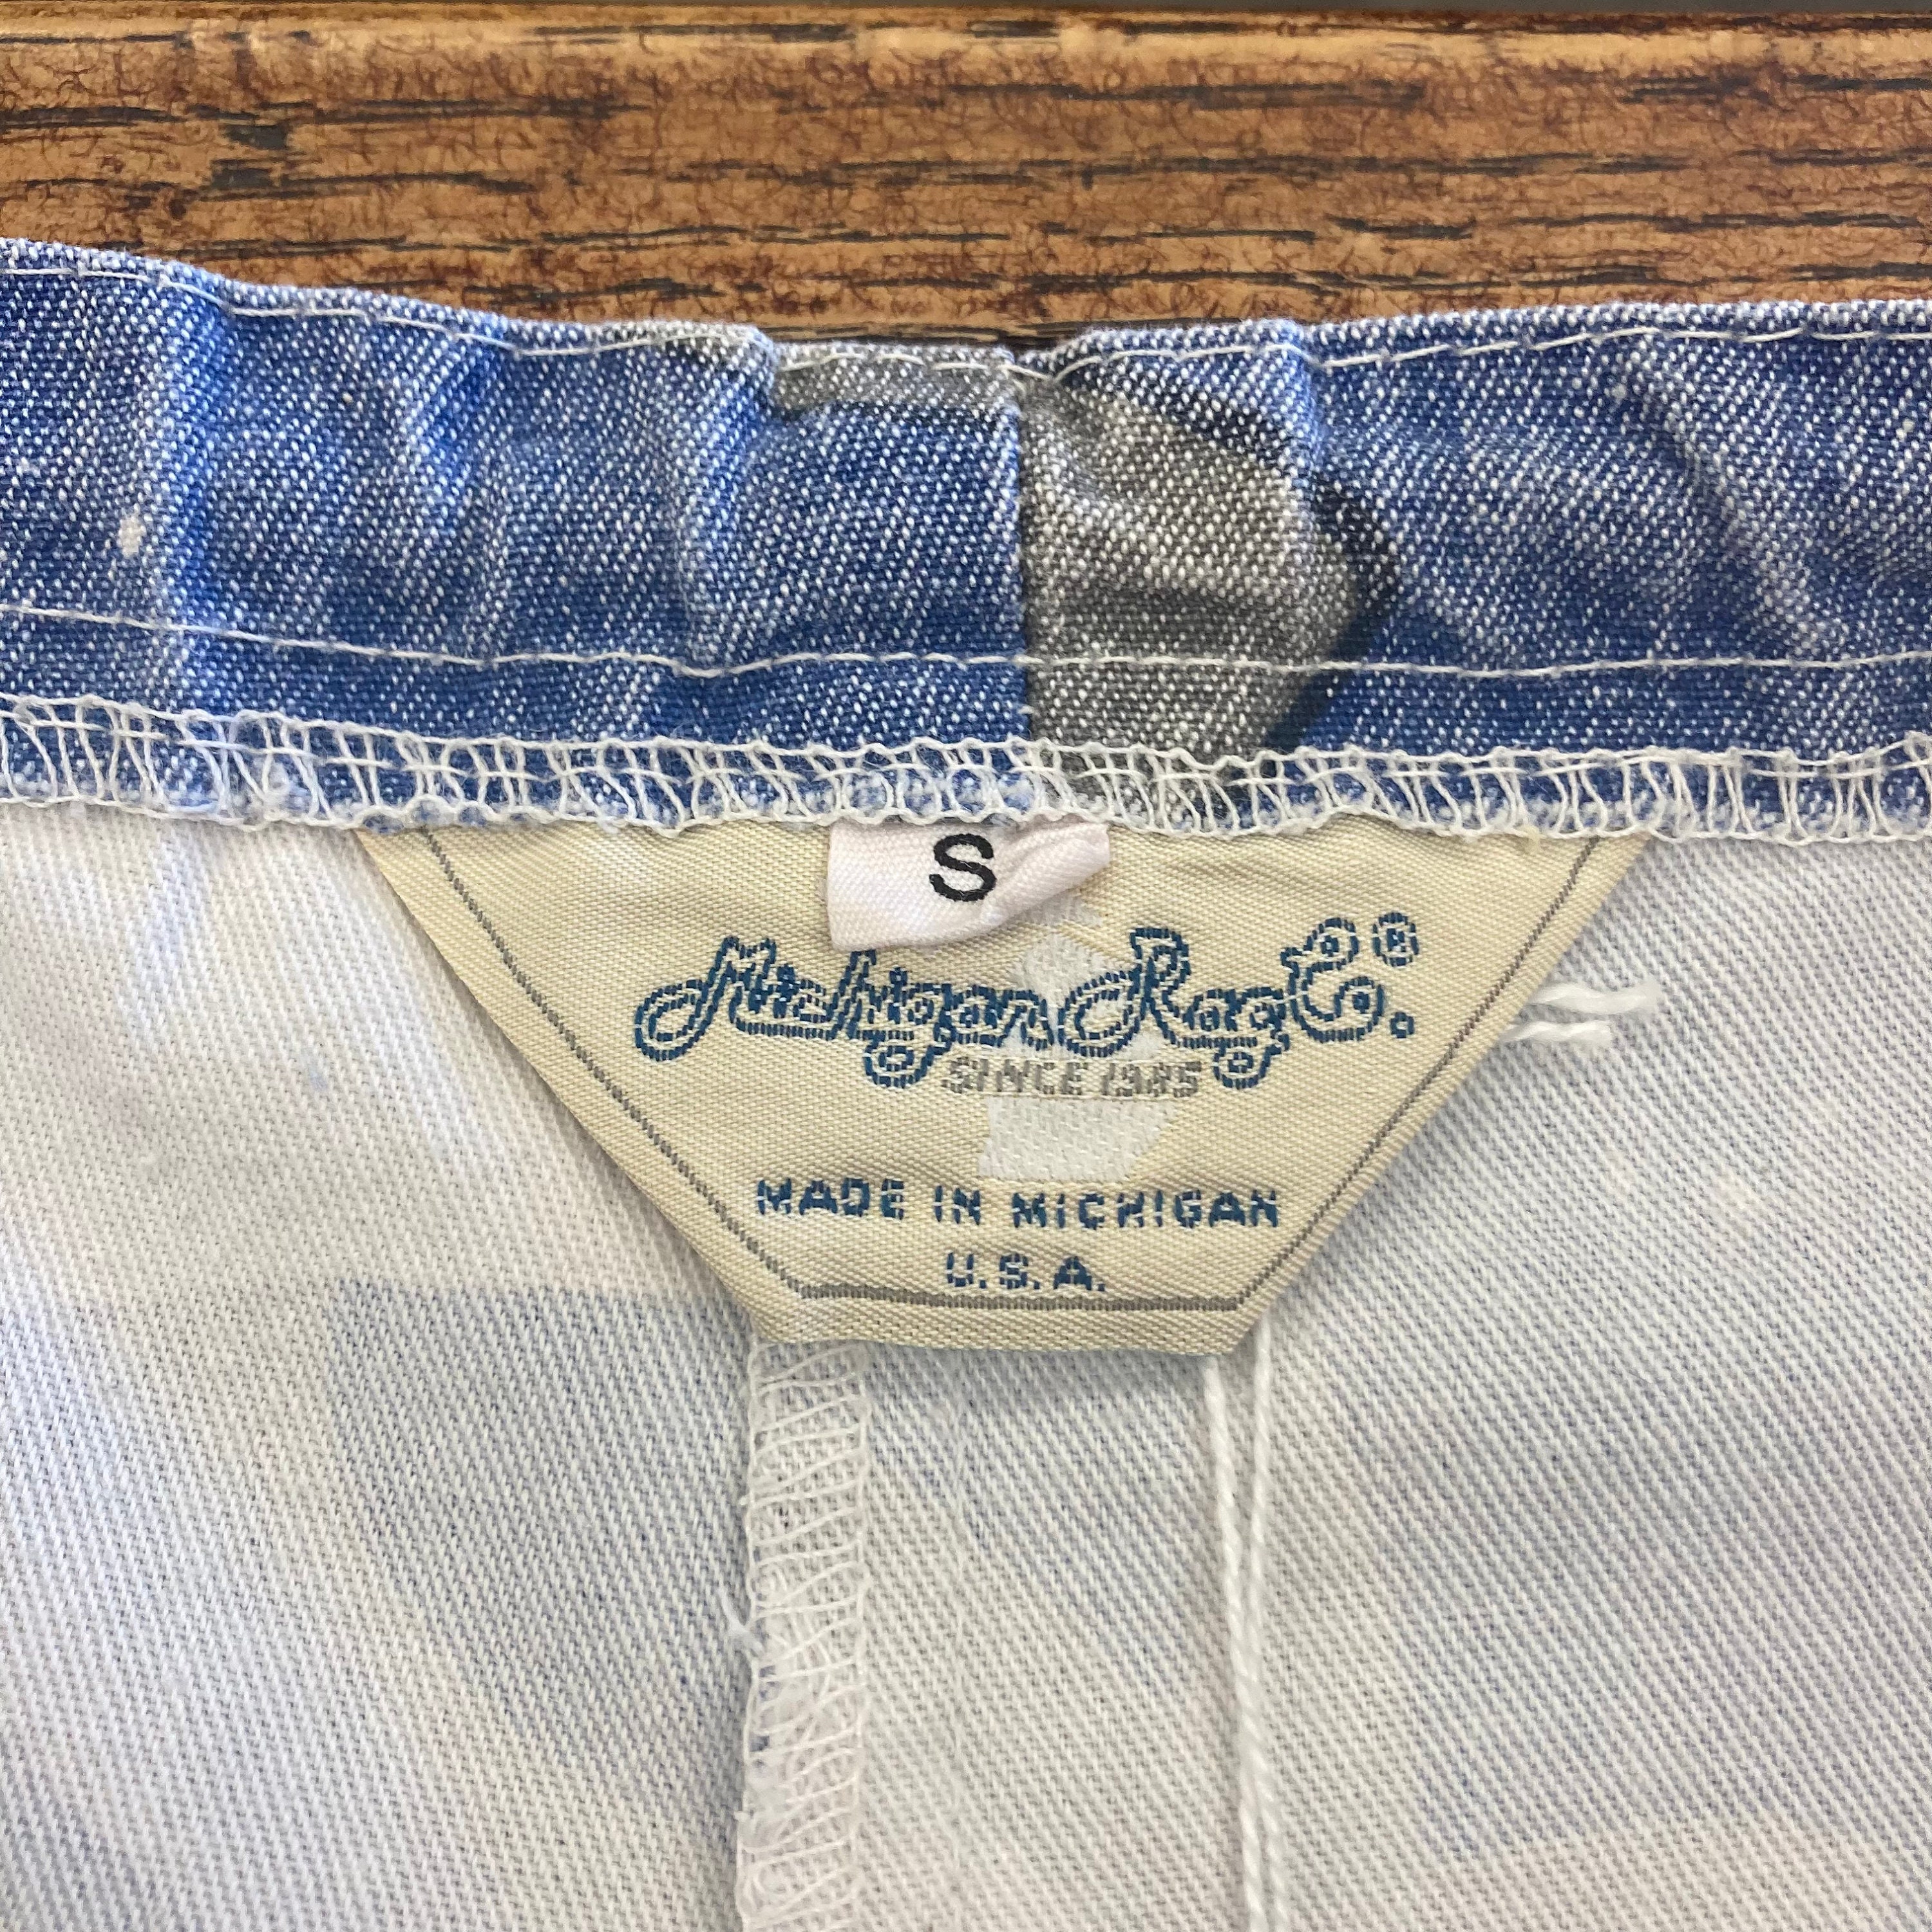 S
Michigan Rag Co.®
SINCE 1985
MADE IN MICHIGAN
U.S.A.